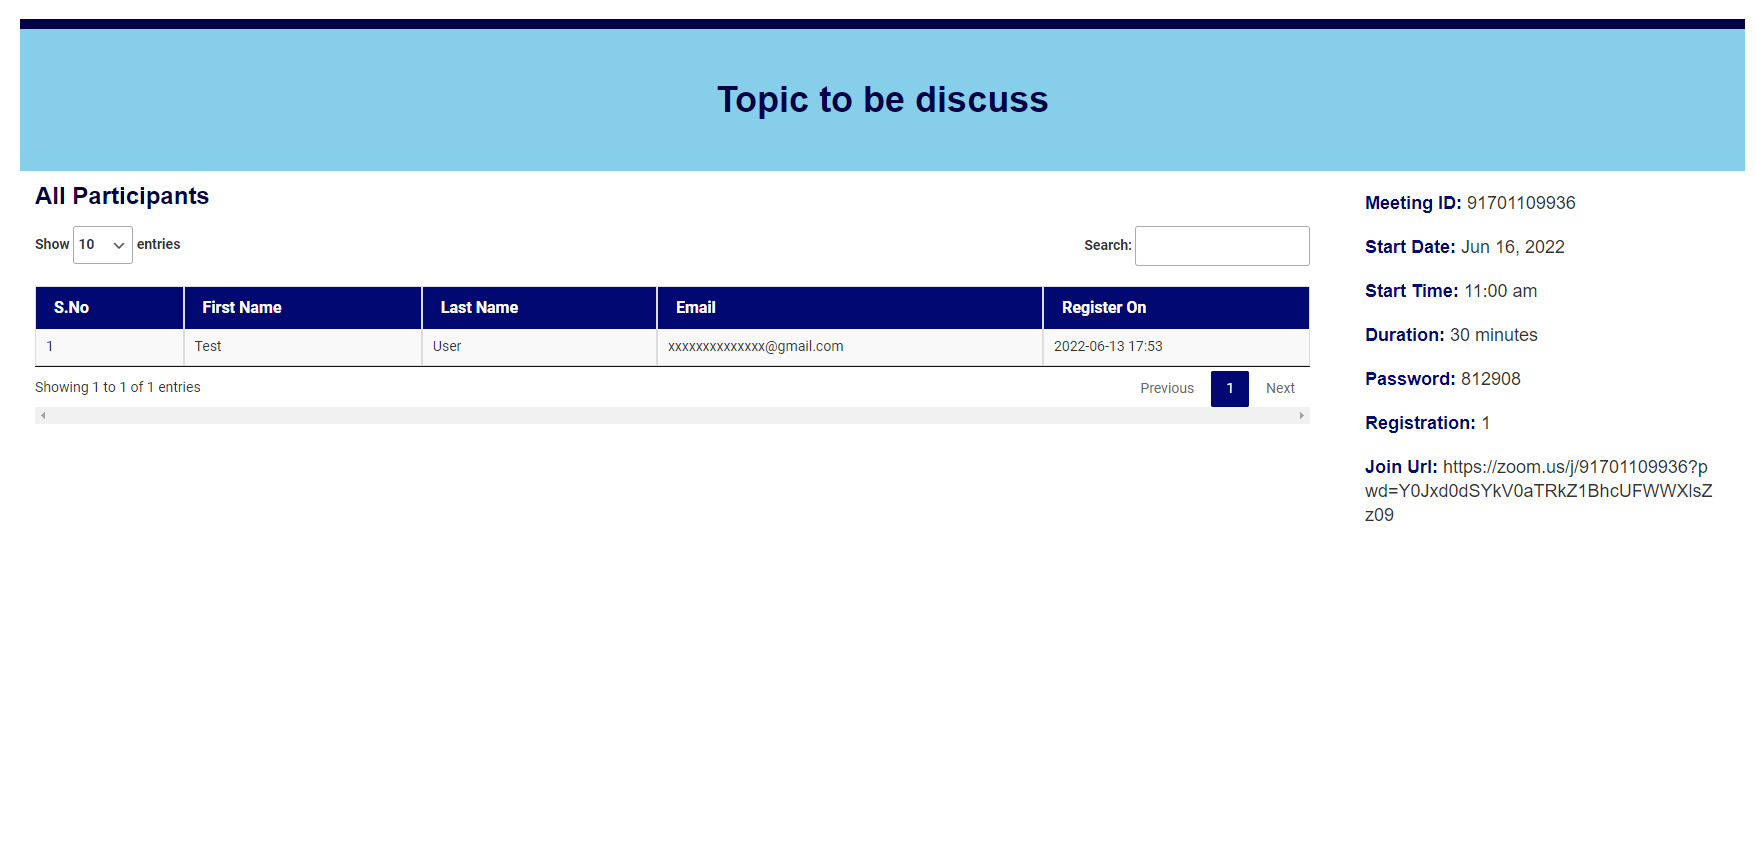 Topic to be discuss
All Participants
Show 10 entries
Search:
S.No First Name Last Name Email Register On
1 Test User xxxxxxxxxxxxxx@gmail.com 2022-06-13 17:53
Showing 1 to 1 of 1 entries
Previous 1 Next
Meeting ID: 91701109936
Start Date: Jun 16, 2022
Start Time: 11:00 am
Duration: 30 minutes
Password: 812908
Registration: 1
Join Url: https://zoom.us/j/91701109936?p
wd=Y0Jxd0dSYkV0aTRkZ1BhcUFWWXlsZ
z09